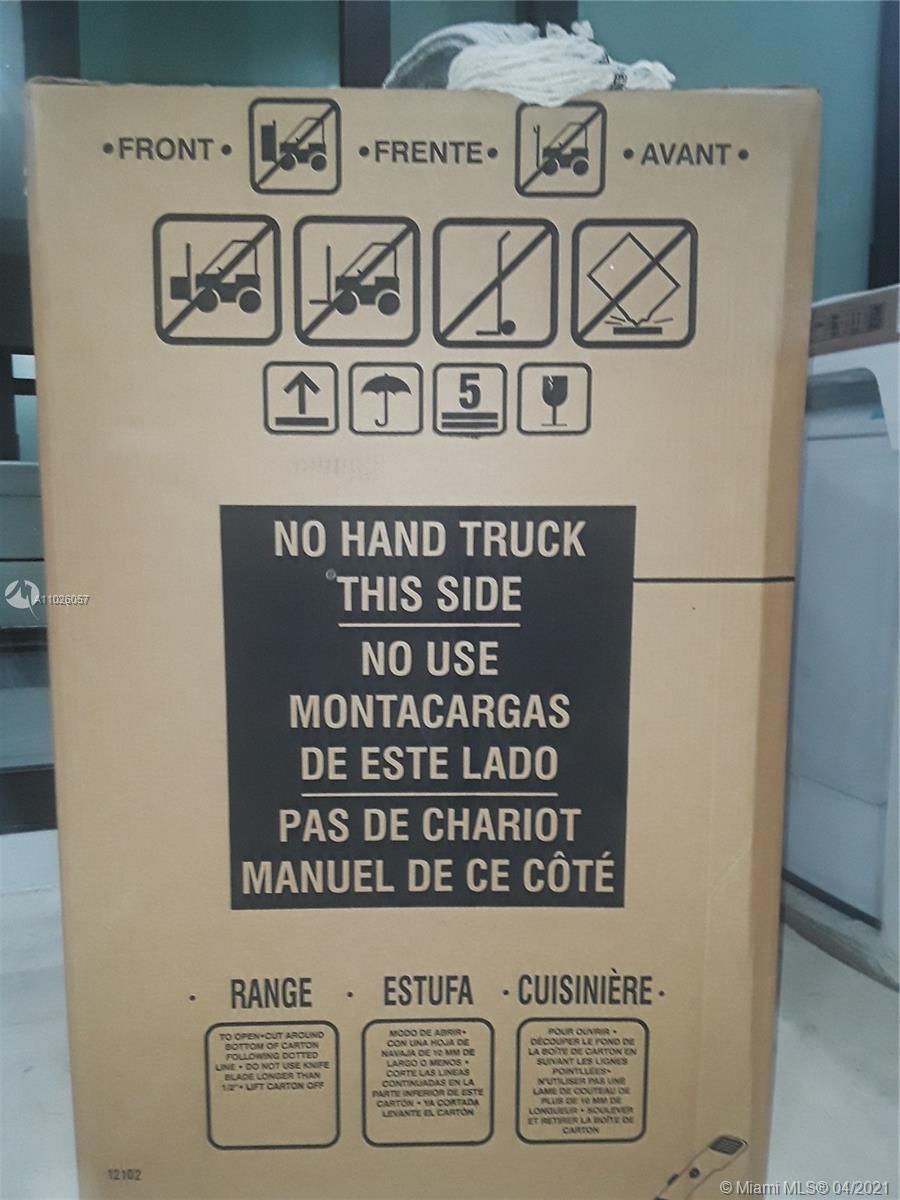 •FRONT• •FRENTE• •AVANT•
5
NO HAND TRUCK
THIS SIDE
NO USE
MONTACARGAS
DE ESTE LADO
PAS DE CHARIOT
MANUEL DE CE CÔTÉ
· RANGE · ESTUFA · CUISINIÈRE ·
TO OPEN•CUT AROUND
BOTTOM OF CARTON
FOLLOWING DOTTED
LINE • DO NOT USE KNIFE
BLADE LONGER THAN
1/2" • LIFT CARTON OFF
MODO DE ABRIR•
CON UNA HOJA DE
NAVAJA DE 10 MM DE
LARGO O MENOS •
CORTE LAS LINEAS
CONTINUADAS EN LA
PARTE INFERIOR DE ESTE
CARTÓN • YA CORTADA
LEVANTE EL CARTÓN
POUR OUVRIR •
DÉCOUPER LE FOND DE
LA BOÎTE DE CARTON EN
SUIVANT LES LIGNES
POINTLLÉES•
N'UTILISER PAS UNE
LAME DE COUTEAU DE
PLUS DE 10 MM DE
LONGUEUR • SOULEVER
ET RETIRER LA BOÎTE DE
CARTON
12102
A11026057
© Miami MLS® 04/2021